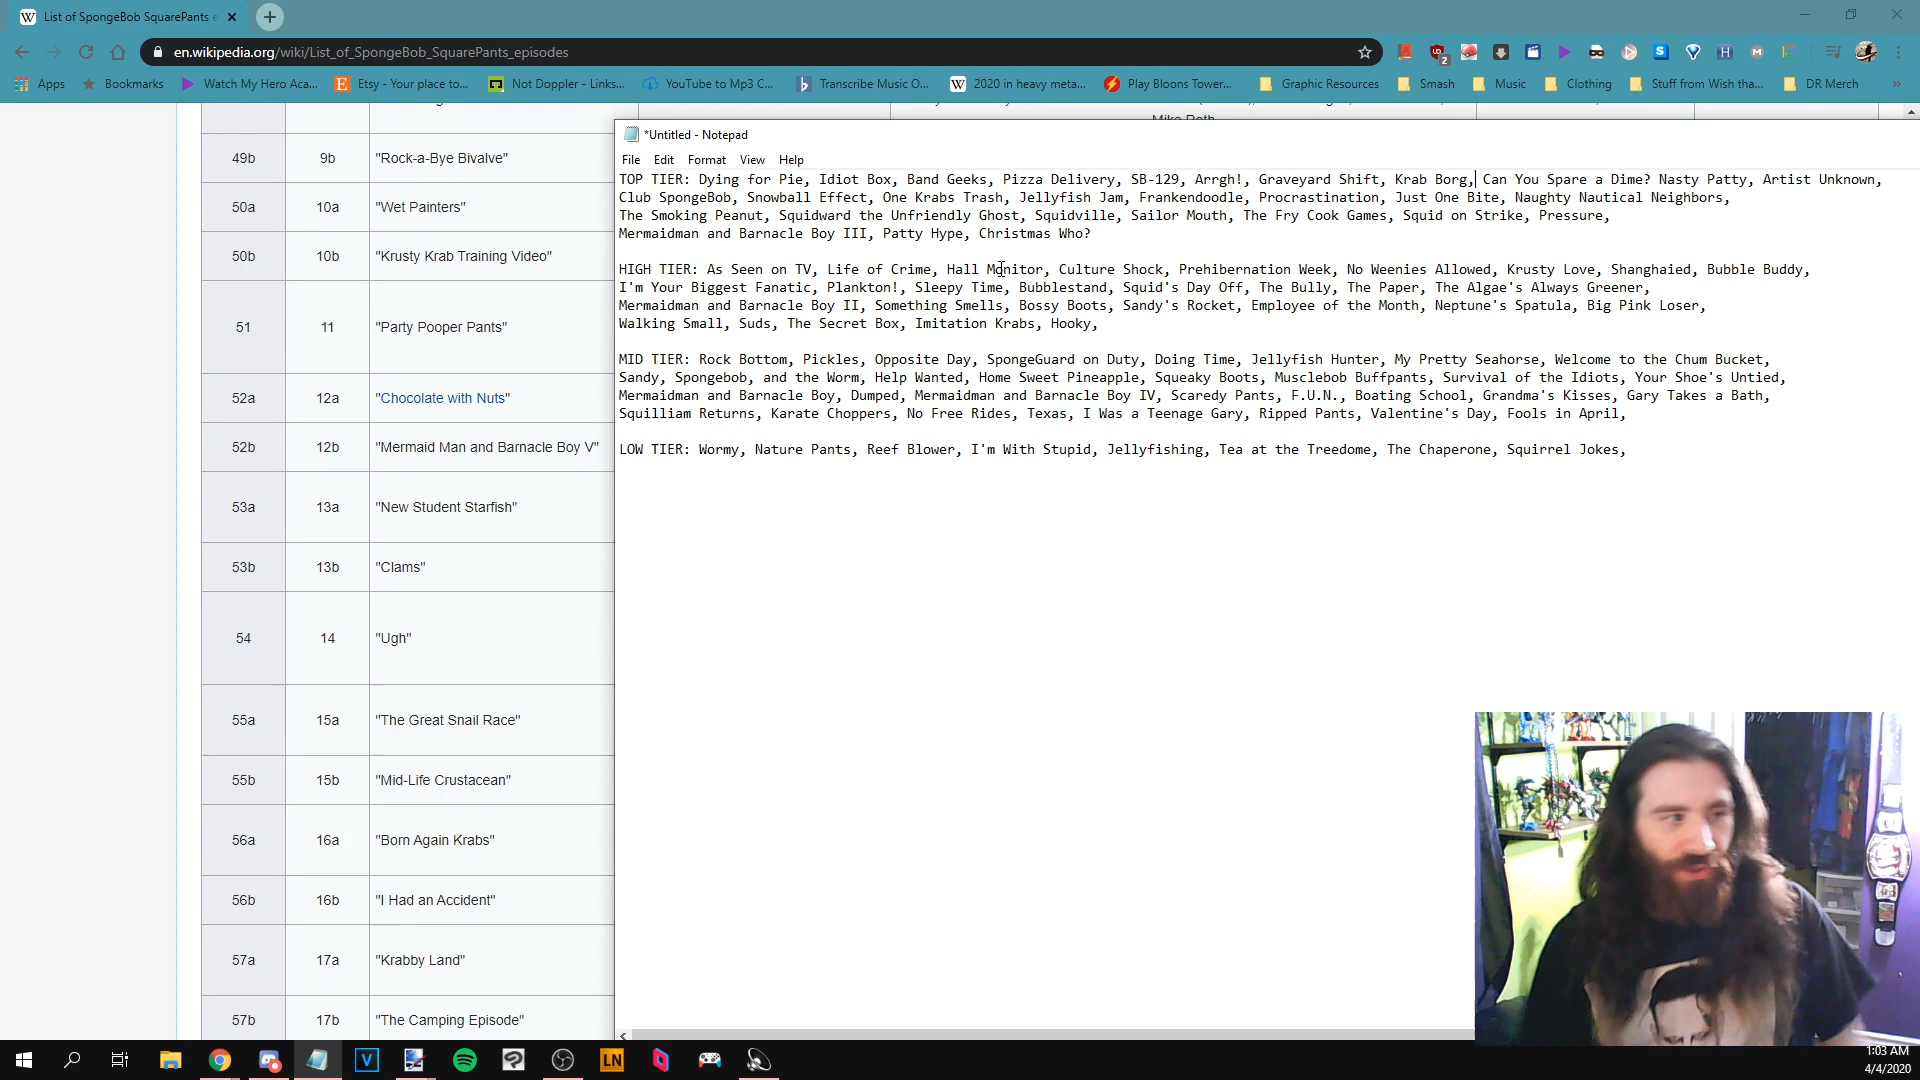 List of SpongeBob SquarePants e
en.wikipedia.org/wiki/List_of_SpongeBob_SquarePants_episodes
2
Apps
Bookmarks
Watch My Hero Aca...
Etsy - Your place to...
Not Doppler - Links...
YouTube to Mp3 C...
Transcribe Music O...
2020 in heavy meta...
Play Bloons Tower...
Graphic Resources
Smash
Music
Clothing
Stuff from Wish tha...
DR Merch
»
49b 9b "Rock-a-Bye Bivalve"
50a 10a "Wet Painters"
50b 10b "Krusty Krab Training Video"
51 11 "Party Pooper Pants"
52a 12a "Chocolate with Nuts"
52b 12b "Mermaid Man and Barnacle Boy V"
53a 13a "New Student Starfish"
53b 13b "Clams"
54 14 "Ugh"
55a 15a "The Great Snail Race"
55b 15b "Mid-Life Crustacean"
56a 16a "Born Again Krabs"
56b 16b "I Had an Accident"
57a 17a "Krabby Land"
57b 17b "The Camping Episode"
*Untitled - Notepad
File Edit Format View Help
TOP TIER: Dying for Pie, Idiot Box, Band Geeks, Pizza Delivery, SB-129, Arrgh!, Graveyard Shift, Krab Borg, Can You Spare a Dime? Nasty Patty, Artist Unknown,
Club SpongeBob, Snowball Effect, One Krabs Trash, Jellyfish Jam, Frankendoodle, Procrastination, Just One Bite, Naughty Nautical Neighbors,
The Smoking Peanut, Squidward the Unfriendly Ghost, Squidville, Sailor Mouth, The Fry Cook Games, Squid on Strike, Pressure,
Mermaidman and Barnacle Boy III, Patty Hype, Christmas Who?
HIGH TIER: As Seen on TV, Life of Crime, Hall Monitor, Culture Shock, Prehibernation Week, No Weenies Allowed, Krusty Love, Shanghaied, Bubble Buddy,
I'm Your Biggest Fanatic, Plankton!, Sleepy Time, Bubblestand, Squid's Day Off, The Bully, The Paper, The Algae's Always Greener,
Mermaidman and Barnacle Boy II, Something Smells, Bossy Boots, Sandy's Rocket, Employee of the Month, Neptune's Spatula, Big Pink Loser,
Walking Small, Suds, The Secret Box, Imitation Krabs, Hooky,
MID TIER: Rock Bottom, Pickles, Opposite Day, SpongeGuard on Duty, Doing Time, Jellyfish Hunter, My Pretty Seahorse, Welcome to the Chum Bucket,
Sandy, Spongebob, and the Worm, Help Wanted, Home Sweet Pineapple, Squeaky Boots, Musclebob Buffpants, Survival of the Idiots, Your Shoe's Untied,
Mermaidman and Barnacle Boy, Dumped, Mermaidman and Barnacle Boy IV, Scaredy Pants, F.U.N., Boating School, Grandma's Kisses, Gary Takes a Bath,
Squilliam Returns, Karate Choppers, No Free Rides, Texas, I Was a Teenage Gary, Ripped Pants, Valentine's Day, Fools in April,
LOW TIER: Wormy, Nature Pants, Reef Blower, I'm With Stupid, Jellyfishing, Tea at the Treedome, The Chaperone, Squirrel Jokes,
LN
1:03 AM
4/4/2020